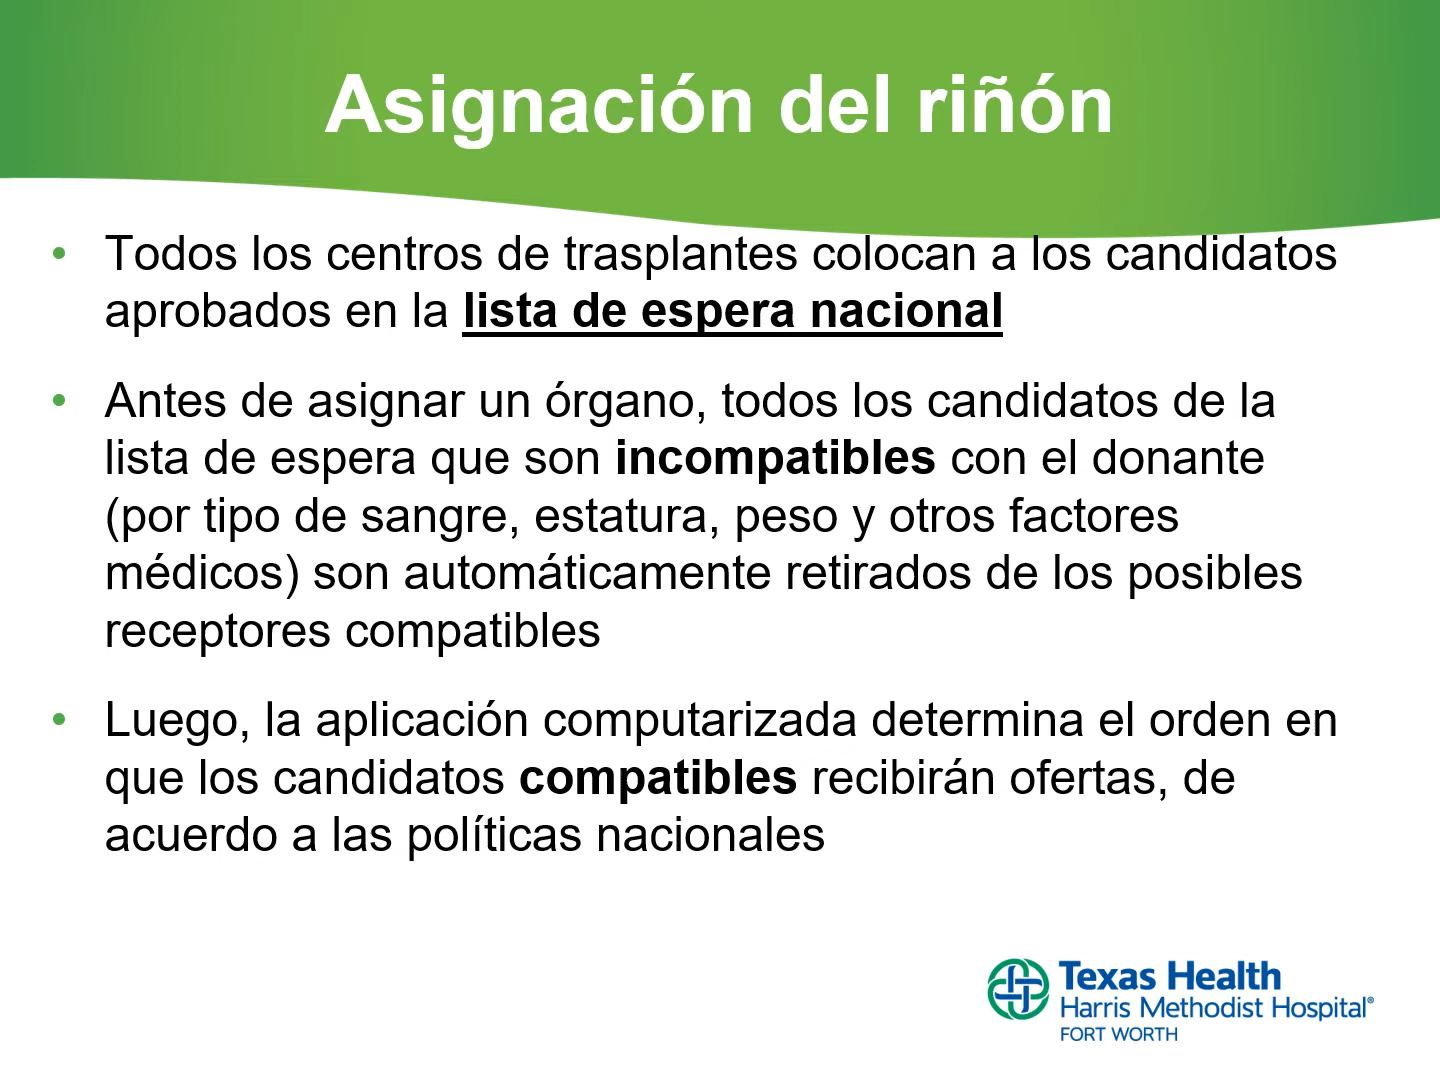 Asignación del riñón
• Todos los centros de trasplantes colocan a los candidatos
aprobados en la lista de espera nacional
• Antes de asignar un órgano, todos los candidatos de la
lista de espera que son incompatibles con el donante
(por tipo de sangre, estatura, peso y otros factores
médicos) son automáticamente retirados de los posibles
receptores compatibles
• Luego, la aplicación computarizada determina el orden en
que los candidatos compatibles recibirán ofertas, de
acuerdo a las políticas nacionales
Texas Health
Harris Methodist Hospital®
FORT WORTH